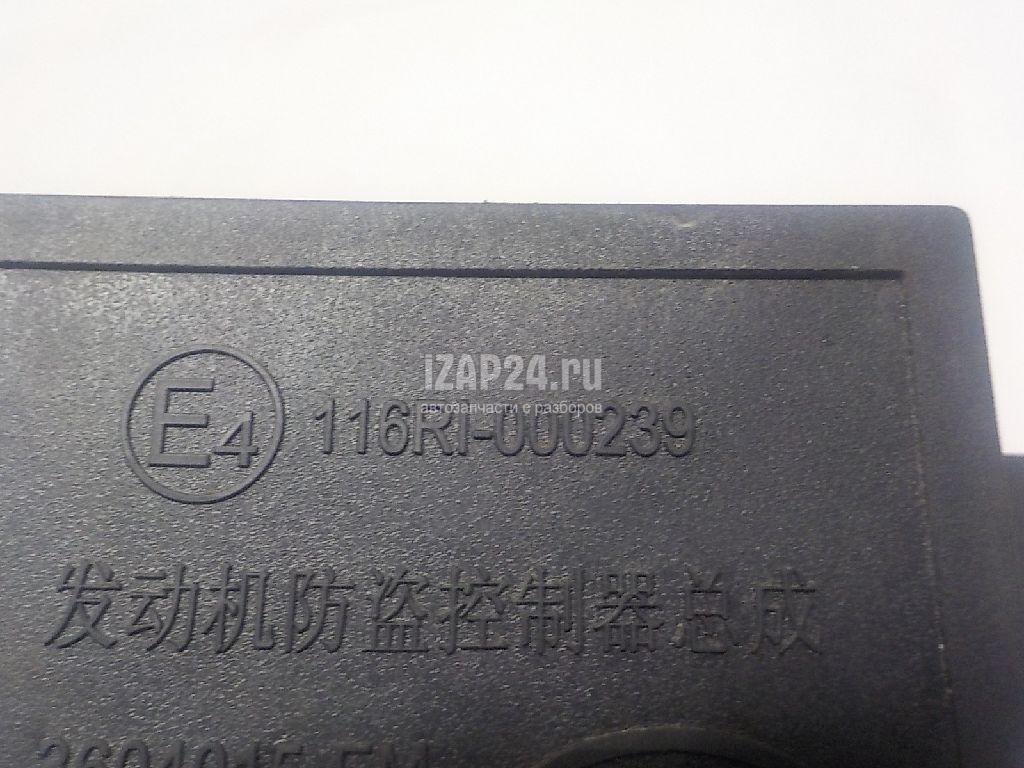 iZAP24.ru
автозапчасти с разборов
E4 116RI-000239
发动机防盗控制器总成